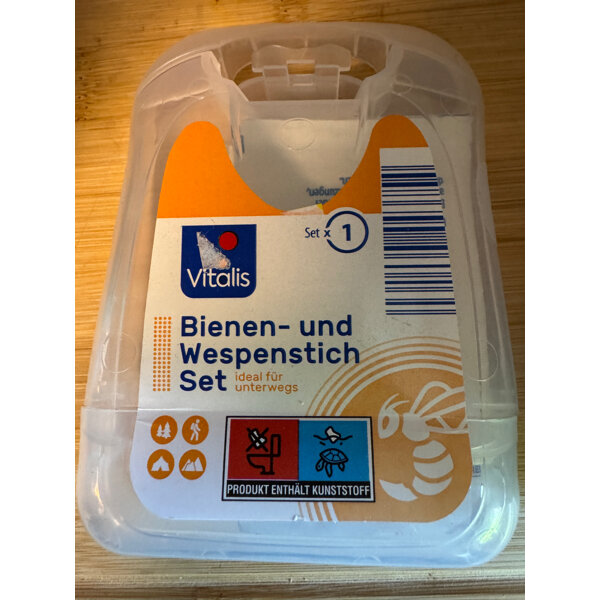 Set x 1
Vitalis
Bienen- und
Wespenstich
Set
ideal für
unterwegs
PRODUKT ENTHÄLT KUNSTSTOFF